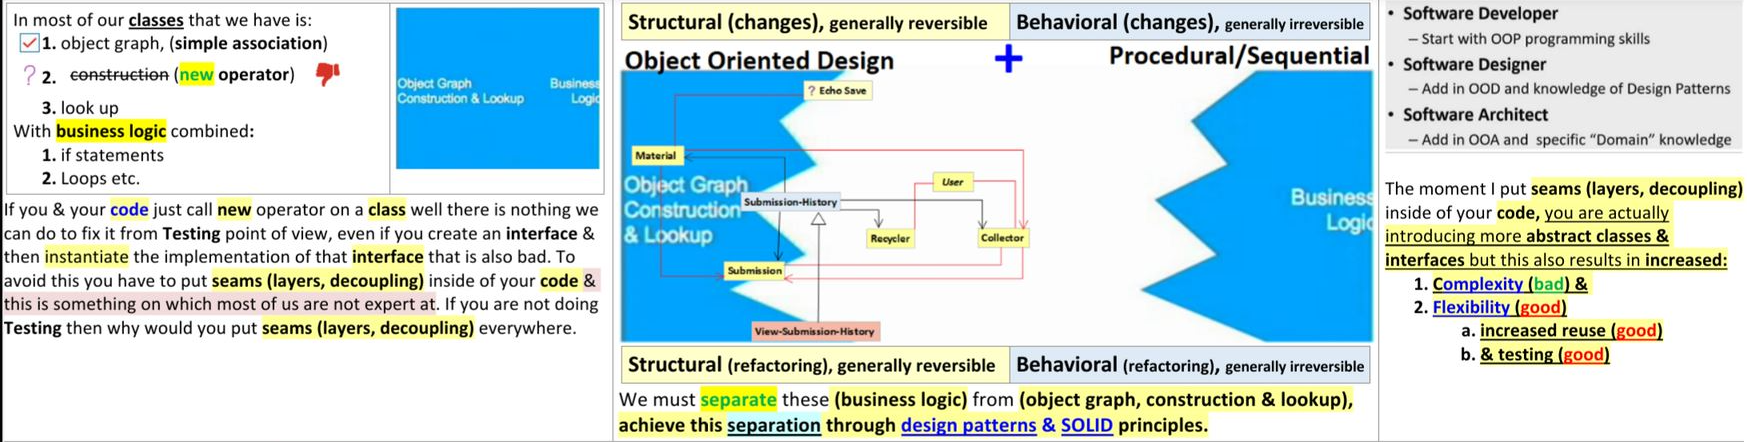 In most of our classes that we have is:
1. object graph, (simple association)
? 2. construction (new operator)
3. look up
With business logic combined:
1. if statements
2. Loops etc.
Object Graph
Construction & Lookup
Business
Logic
If you & your code just call new operator on a class well there is nothing we
can do to fix it from Testing point of view, even if you create an interface &
then instantiate the implementation of that interface that is also bad. To
avoid this you have to put seams (layers, decoupling) inside of your code &
this is something on which most of us are not expert at. If you are not doing
Testing then why would you put seams (layers, decoupling) everywhere.
Structural (changes), generally reversible
Behavioral (changes), generally irreversible
Object Oriented Design
+
Procedural/Sequential
? Echo Save
Material
Object Graph
Construction
& Lookup
User
Submission-History
Recycler
Collector
Submission
View-Submission-History
Business
Logic
Structural (refactoring), generally reversible
Behavioral (refactoring), generally irreversible
We must separate these (business logic) from (object graph, construction & lookup),
achieve this separation through design patterns & SOLID principles.
• Software Developer
– Start with OOP programming skills
• Software Designer
– Add in OOD and knowledge of Design Patterns
• Software Architect
– Add in OOA and specific “Domain” knowledge
The moment I put seams (layers, decoupling)
inside of your code, you are actually
introducing more abstract classes &
interfaces but this also results in increased:
1. Complexity (bad) &
2. Flexibility (good)
a. increased reuse (good)
b. & testing (good)